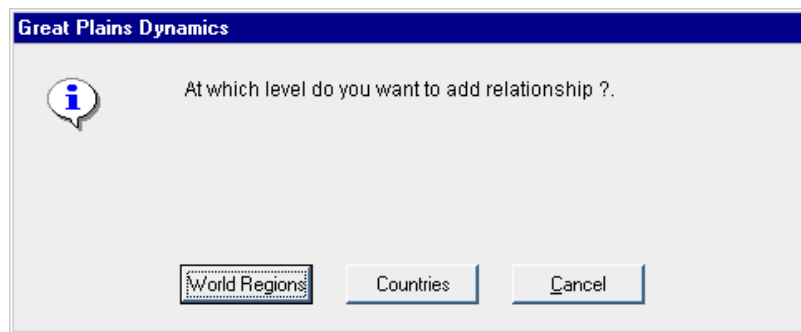 Great Plains Dynamics
At which level do you want to add relationship ?.
World Regions Countries Cancel